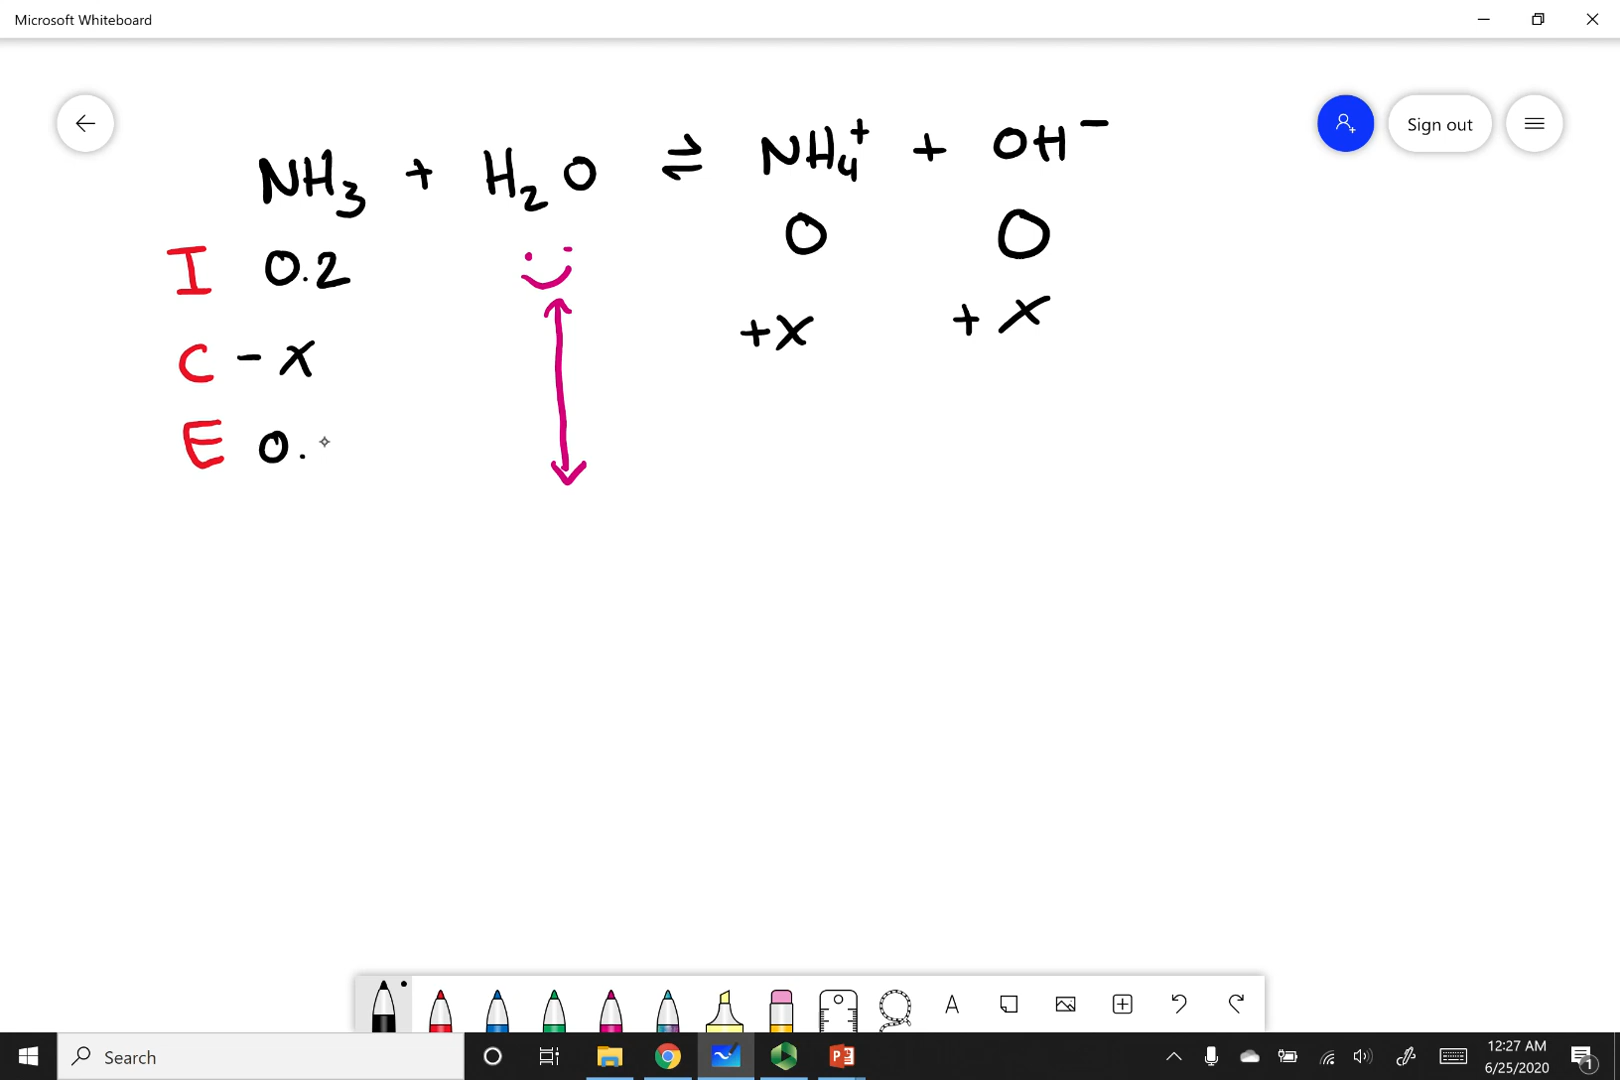 Microsoft Whiteboard
Sign out
NH₃ + H₂O ⇌ NH₄⁺ + OH⁻
I 0.2 0 0
C - x + x + x
E 0.
A
Search
12:27 AM
6/25/2020
1